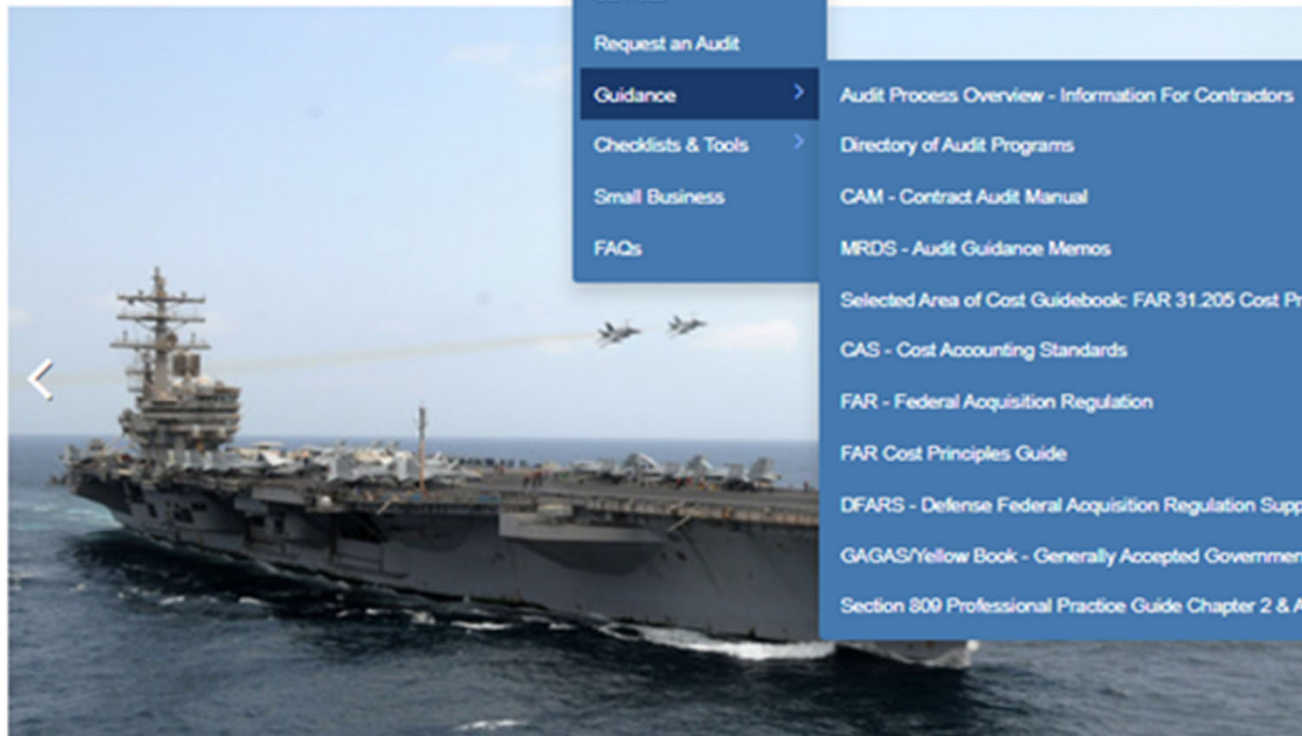 Request an Audit
Guidance
Checklists & Tools
Small Business
FAQs
Audit Process Overview - Information For Contractors
Directory of Audit Programs
CAM - Contract Audit Manual
MRDS - Audit Guidance Memos
Selected Area of Cost Guidebook: FAR 31.205 Cost
CAS - Cost Accounting Standards
FAR - Federal Acquisition Regulation
FAR Cost Principles Guide
DFARS - Defense Federal Acquisition Regulation
GAGAS/Yellow Book - Generally Accepted
Section 809 Professional Practice Guide Chapter 2 &